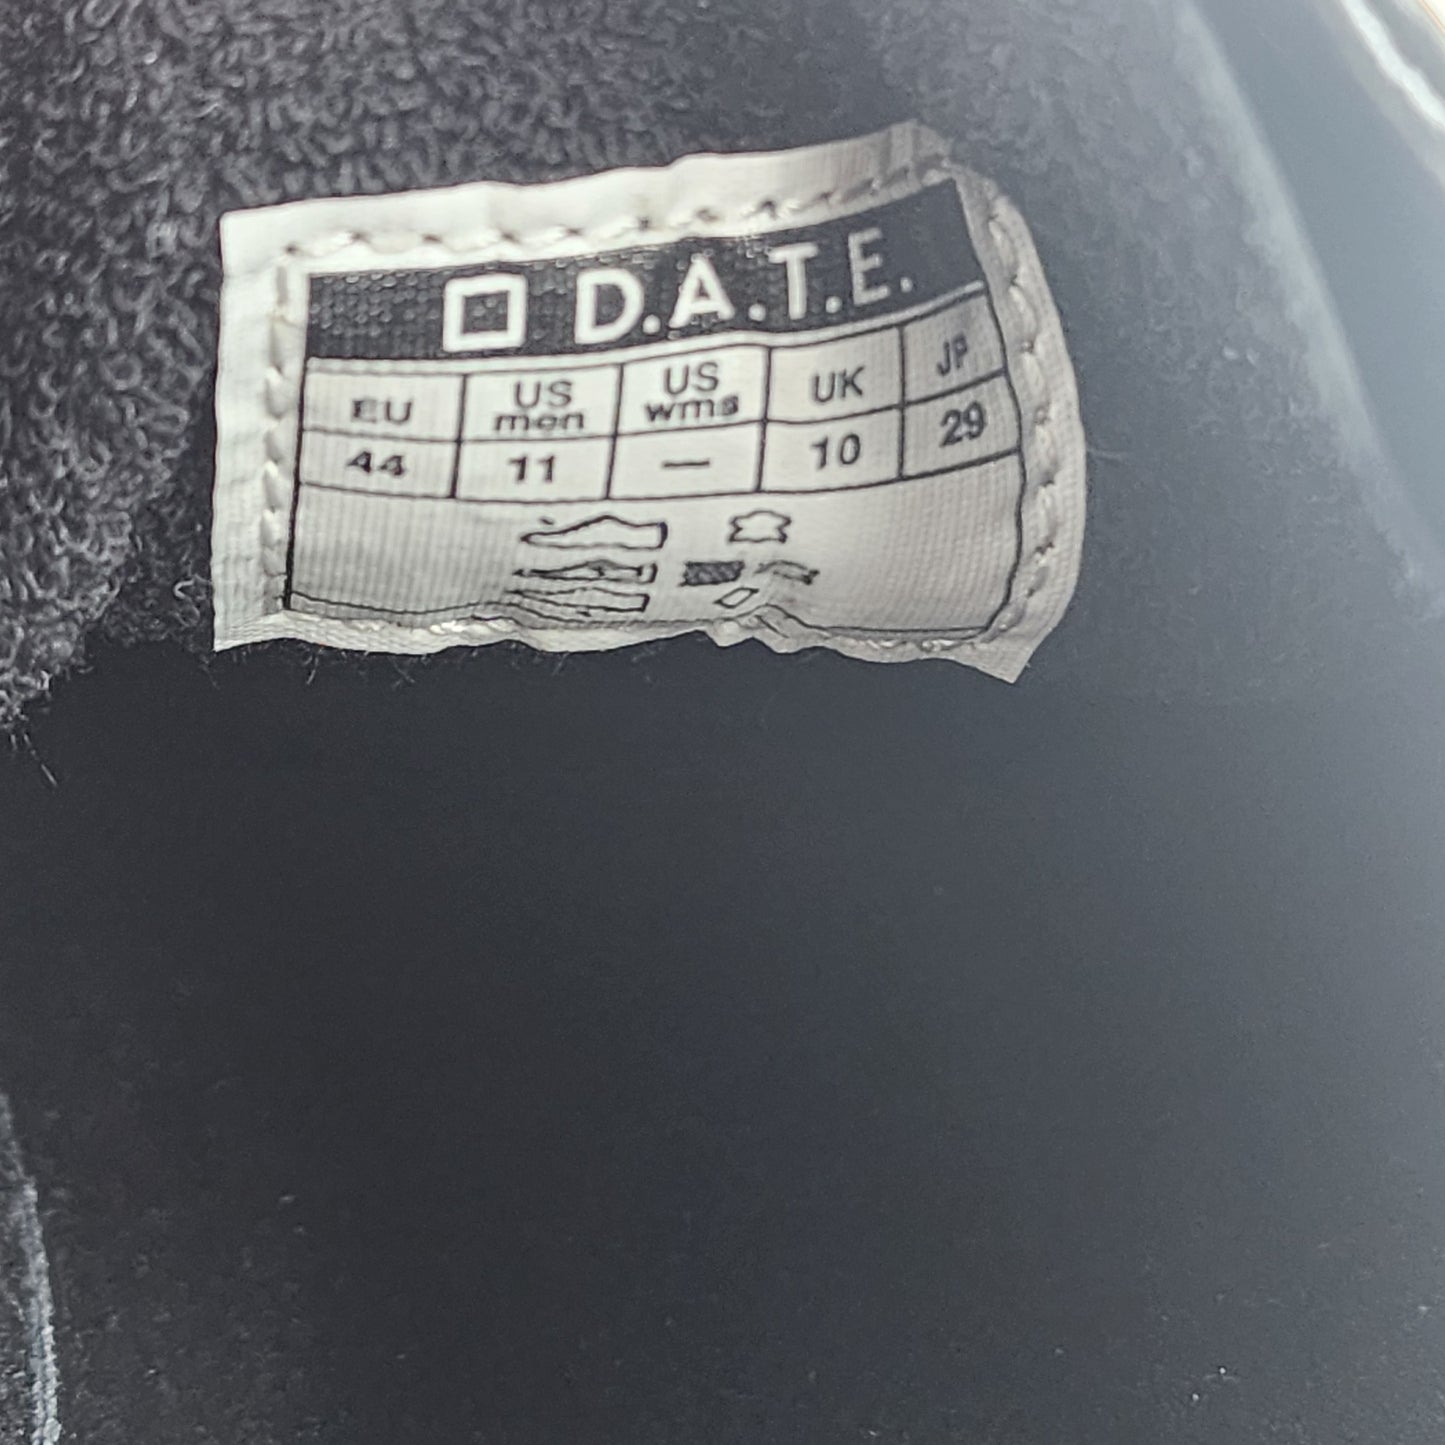 D.A.T.E.
EU US men US wms UK JP
44 11 — 10 29